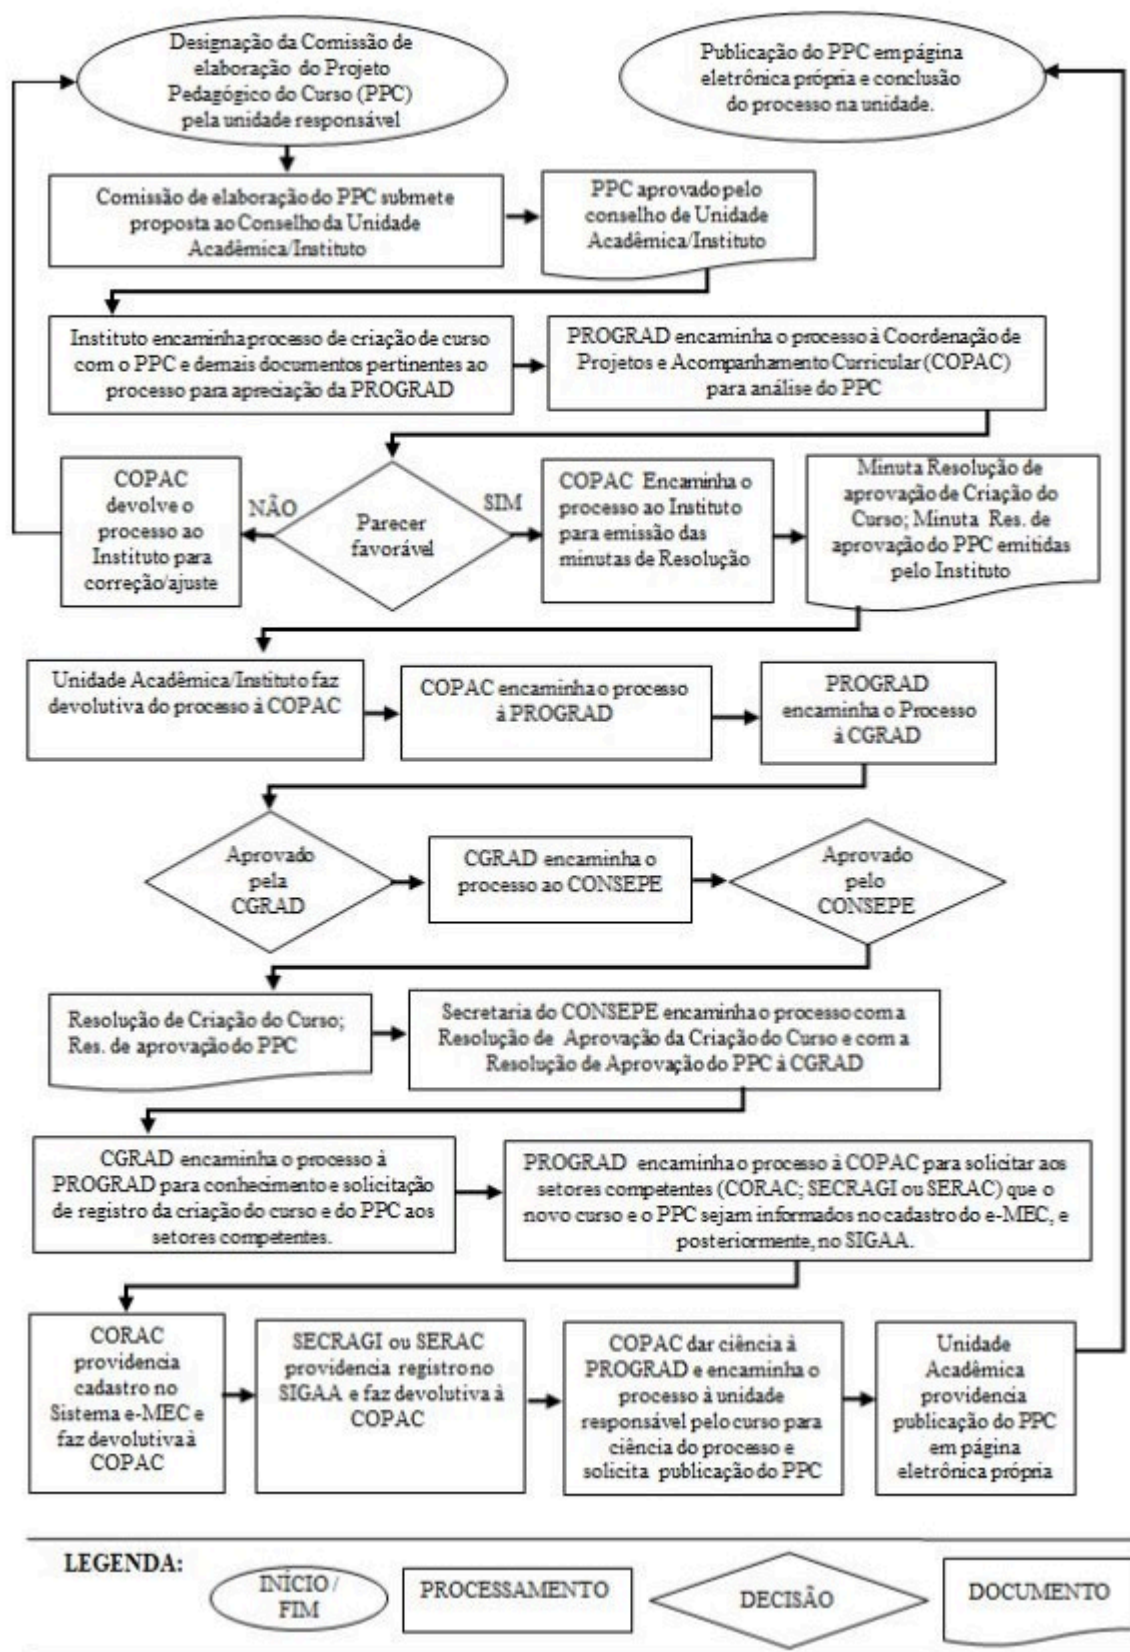 Designação da Comissão de
elaboração do Projeto
Pedagógico do Curso (PPC)
pela unidade responsável
Publicação do PPC em página
eletrônica própria e conclusão
do processo na unidade.
Comissão de elaboração do PPC submete
proposta ao Conselho da Unidade
Acadêmica/Instituto
PPC aprovado pelo
conselho de Unidade
Acadêmica/Instituto
Instituto encaminha processo de criação de curso
com o PPC e demais documentos pertinentes ao
processo para apreciação da PROGRAD
PROGRAD encaminha o processo à Coordenação de
Projetos e Acompanhamento Curricular (COPAC)
para análise do PPC
COPAC
devolve o
processo ao
Instituto para
correção/ajuste
NÃO
Parecer
favorável
SIM
COPAC Encaminha o
processo ao Instituto
para emissão das
minutas de Resolução
Minuta Resolução de
aprovação de Criação do
Curso; Minuta Res. de
aprovação do PPC emitidas
pelo Instituto
Unidade Acadêmica/Instituto faz
devolutiva do processo à COPAC
COPAC encaminha o processo
à PROGRAD
PROGRAD
encaminha o Processo
à CGRAD
Aprovado
pela
CGRAD
CGRAD encaminha o
processo ao CONSEPE
Aprovado
pelo
CONSEPE
Resolução de Criação do Curso;
Res. de aprovação do PPC
Secretaria do CONSEPE encaminha o processo com a
Resolução de Aprovação da Criação do Curso e com a
Resolução de Aprovação do PPC à CGRAD
CGRAD encaminha o processo à
PROGRAD para conhecimento e solicitação
de registro da criação do curso e do PPC aos
setores competentes.
PROGRAD encaminha o processo à COPAC para solicitar aos
setores competentes (CORAC; SECRAGI ou SERAC) que o
novo curso e o PPC sejam informados no cadastro do e-MEC, e
posteriormente, no SIGAA.
CORAC
providencia
cadastro no
Sistema e-MEC e
faz devolutiva à
COPAC
SECRAGI ou SERAC
providencia registro no
SIGAA e faz devolutiva à
COPAC
COPAC dar ciência à
PROGRAD e encaminha o
processo à unidade
responsável pelo curso para
ciência do processo e
solicita publicação do PPC
Unidade
Acadêmica
providencia
publicação do PPC
em página
eletrônica própria
LEGENDA:
INÍCIO /
FIM
PROCESSAMENTO
DECISÃO
DOCUMENTO